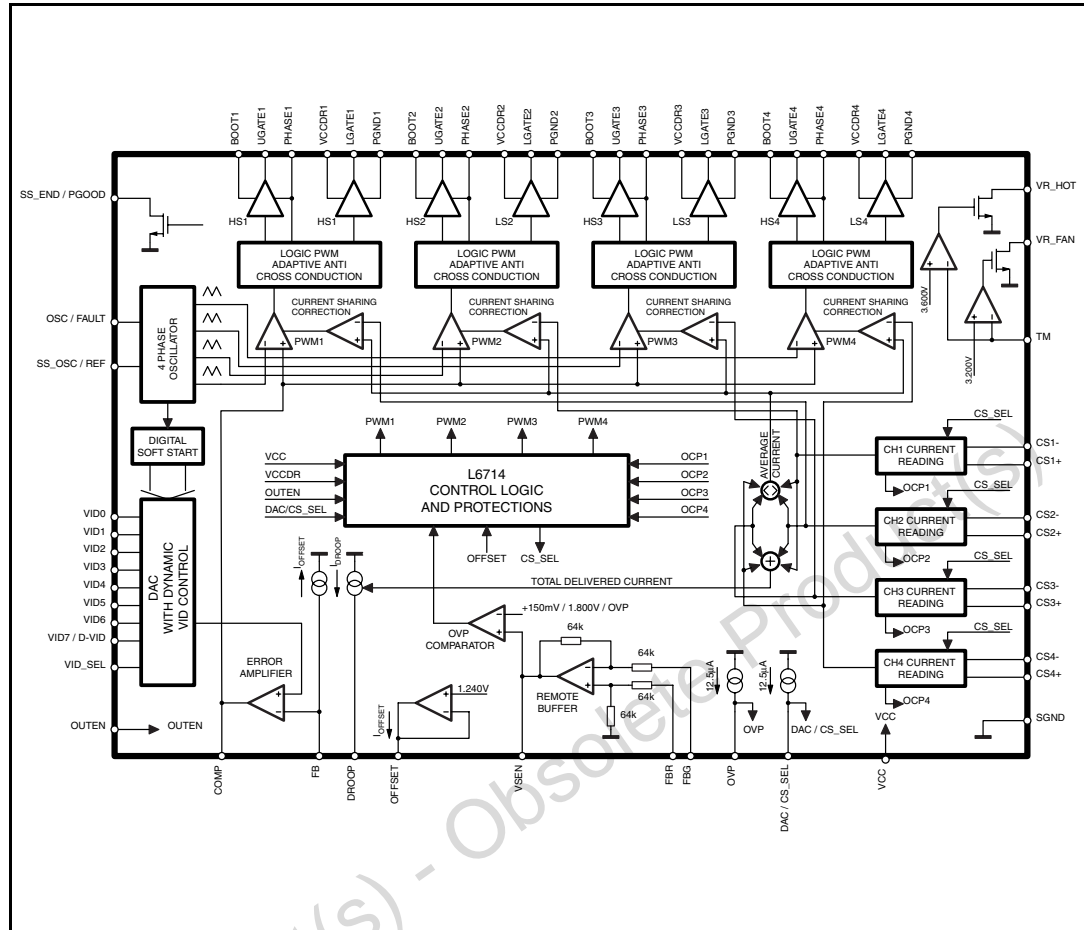 BOOT1
UGATE1
PHASE1
VCCDR1
LGATE1
PGND1
BOOT2
UGATE2
PHASE2
VCCDR2
LGATE2
PGND2
BOOT3
UGATE3
PHASE3
VCCDR3
LGATE3
PGND3
BOOT4
UGATE4
PHASE4
VCCDR4
LGATE4
PGND4
SS_END / PGOOD
HS1
HS1
HS2
LS2
HS3
LS3
HS4
LS4
VR_HOT
VR_FAN
LOGIC PWM
ADAPTIVE ANTI
CROSS CONDUCTION
LOGIC PWM
ADAPTIVE ANTI
CROSS CONDUCTION
LOGIC PWM
ADAPTIVE ANTI
CROSS CONDUCTION
LOGIC PWM
ADAPTIVE ANTI
CROSS CONDUCTION
3.600V
3.200V
TM
OSC / FAULT
SS_OSC / REF
4 PHASE
OSCILLATOR
CURRENT SHARING
CORRECTION
CURRENT SHARING
CORRECTION
CURRENT SHARING
CORRECTION
CURRENT SHARING
CORRECTION
PWM1
PWM2
PWM3
PWM4
DIGITAL
SOFT START
PWM1
PWM2
PWM3
PWM4
VCC
VCCDR
OUTEN
DAC/CS_SEL
L6714
CONTROL LOGIC
AND PROTECTIONS
OCP1
OCP2
OCP3
OCP4
OFFSET
CS_SEL
AVERAGE
CURRENT
CS_SEL
CH1 CURRENT
READING
CS1-
CS1+
OCP1
CS_SEL
CH2 CURRENT
READING
CS2-
CS2+
OCP2
CS_SEL
CH3 CURRENT
READING
CS3-
CS3+
OCP3
CS_SEL
CH4 CURRENT
READING
CS4-
CS4+
OCP4
VID0
VID1
VID2
VID3
VID4
VID5
VID6
VID7 / D-VID
VID_SEL
DAC
WITH DYNAMIC
VID CONTROL
IOFFSET
IDROOP
TOTAL DELIVERED CURRENT
+150mV / 1.800V / OVP
OVP
COMPARATOR
64k
64k
64k
64k
REMOTE
BUFFER
ERROR
AMPLIFIER
1.240V
IOFFSET
12.5µA
12.5µA
OVP
DAC / CS_SEL
VCC
SGND
OUTEN
OUTEN
COMP
FB
DROOP
OFFSET
VSEN
FBR
FBG
OVP
DAC / CS_SEL
VCC
(s) - Obsolete Product(s)